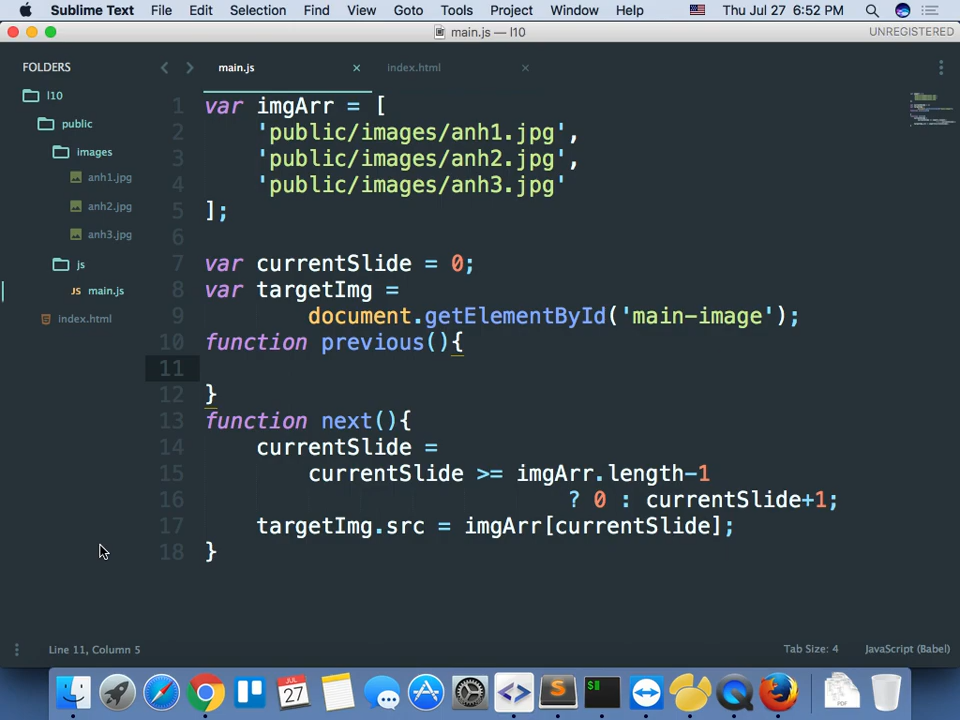 Sublime Text File Edit Selection Find View Goto Tools Project Window Help Thu Jul 27 6:52 PM
main.js — l10 UNREGISTERED
FOLDERS
l10
public
images
anh1.jpg
anh2.jpg
anh3.jpg
js
JS main.js
index.html
main.js × index.html ×
1 var imgArr = [
2 'public/images/anh1.jpg',
3 'public/images/anh2.jpg',
4 'public/images/anh3.jpg'
5 ];
6
7 var currentSlide = 0;
8 var targetImg =
9 document.getElementById('main-image');
10 function previous(){
11
12 }
13 function next(){
14 currentSlide =
15 currentSlide >= imgArr.length-1
16 ? 0 : currentSlide+1;
17 targetImg.src = imgArr[currentSlide];
18 }
Line 11, Column 5 Tab Size: 4 JavaScript (Babel)
JUL
27
PDF